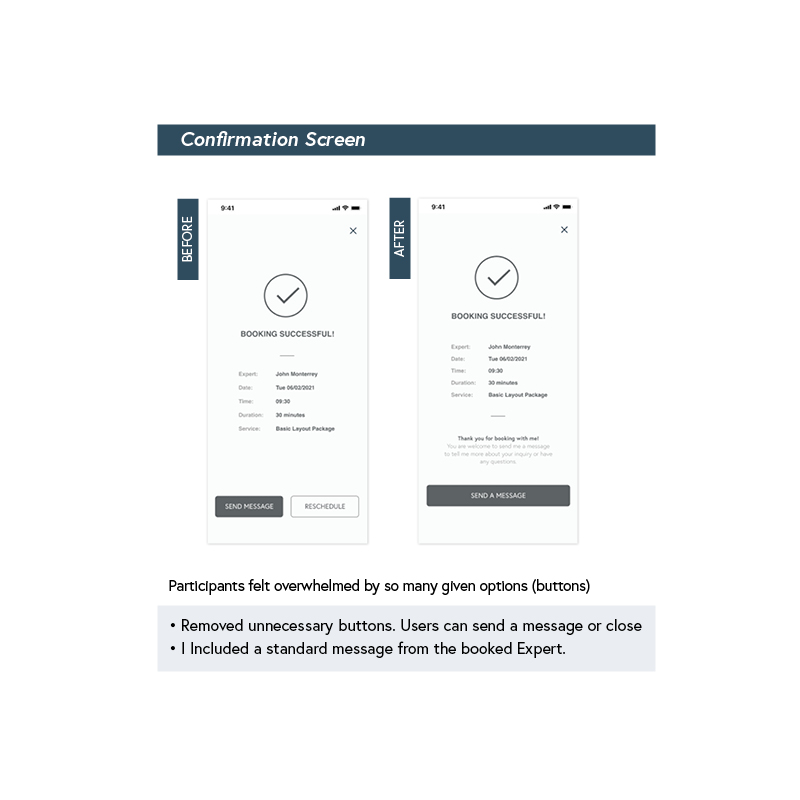 Confirmation Screen
BEFORE
9:41
BOOKING SUCCESSFUL!
Expert: John Monterrey
Date: Tue 06/02/2021
Time: 09:30
Duration: 30 minutes
Service: Basic Layout Package
SEND MESSAGE
RESCHEDULE
AFTER
9:41
BOOKING SUCCESSFUL!
Expert: John Monterrey
Date: Tue 06/02/2021
Time: 09:30
Duration: 30 minutes
Service: Basic Layout Package
Thank you for booking with me!
You are welcome to send me a message
to tell me more about your inquiry or have
any questions.
SEND A MESSAGE
Participants felt overwhelmed by so many given options (buttons)
• Removed unnecessary buttons. Users can send a message or close
• I Included a standard message from the booked Expert.